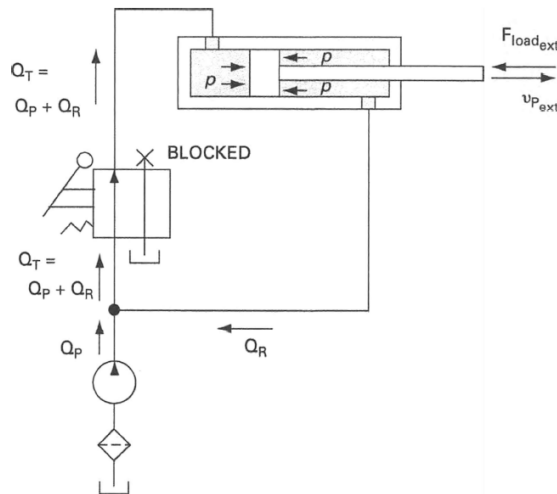 F_load_ext
Q_T =
Q_P + Q_R
p
p
p
υ_P_ext
BLOCKED
Q_T =
Q_P + Q_R
Q_P
Q_R